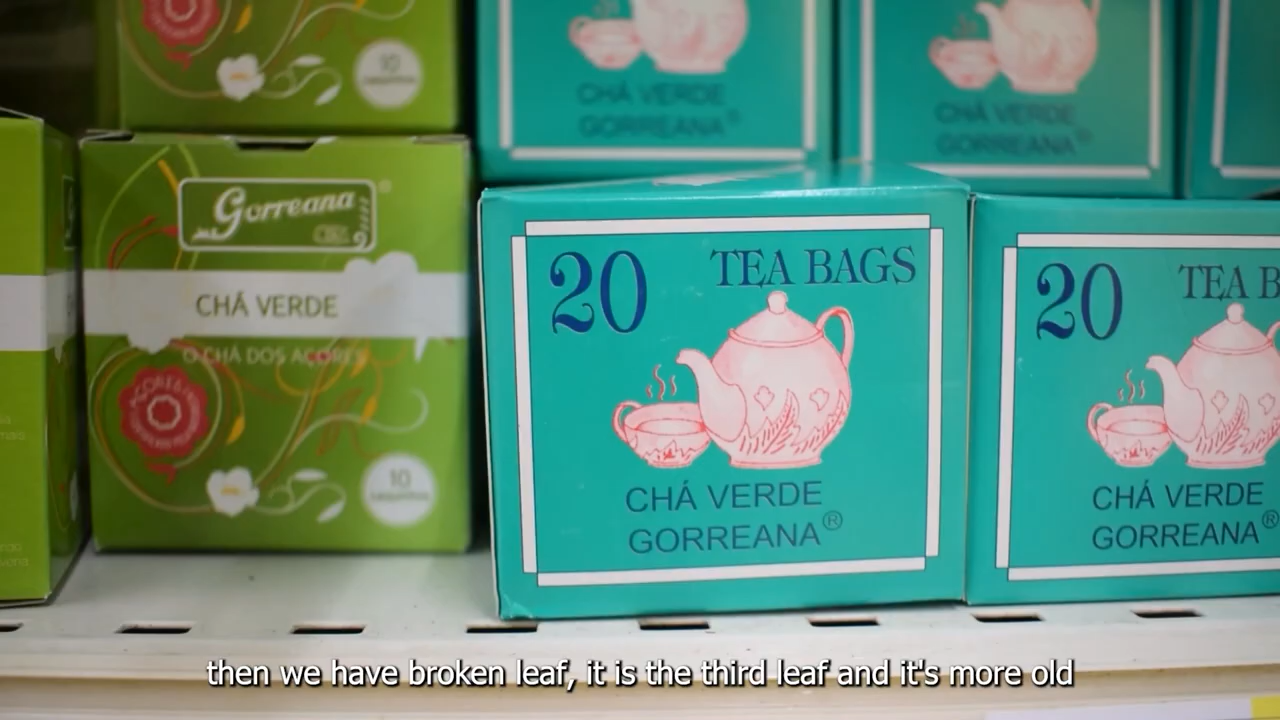 10
CHÁ VERDE
GORREANA®
CHÁ VERDE
GORREANA®
Gorreana®
CHÁ VERDE
O CHÁ DOS AÇORES
10
20 TEA BAGS
CHÁ VERDE
GORREANA®
20 TEA B
CHÁ VERDE
GORREANA®
then we have broken leaf, it is the third leaf and it's more old